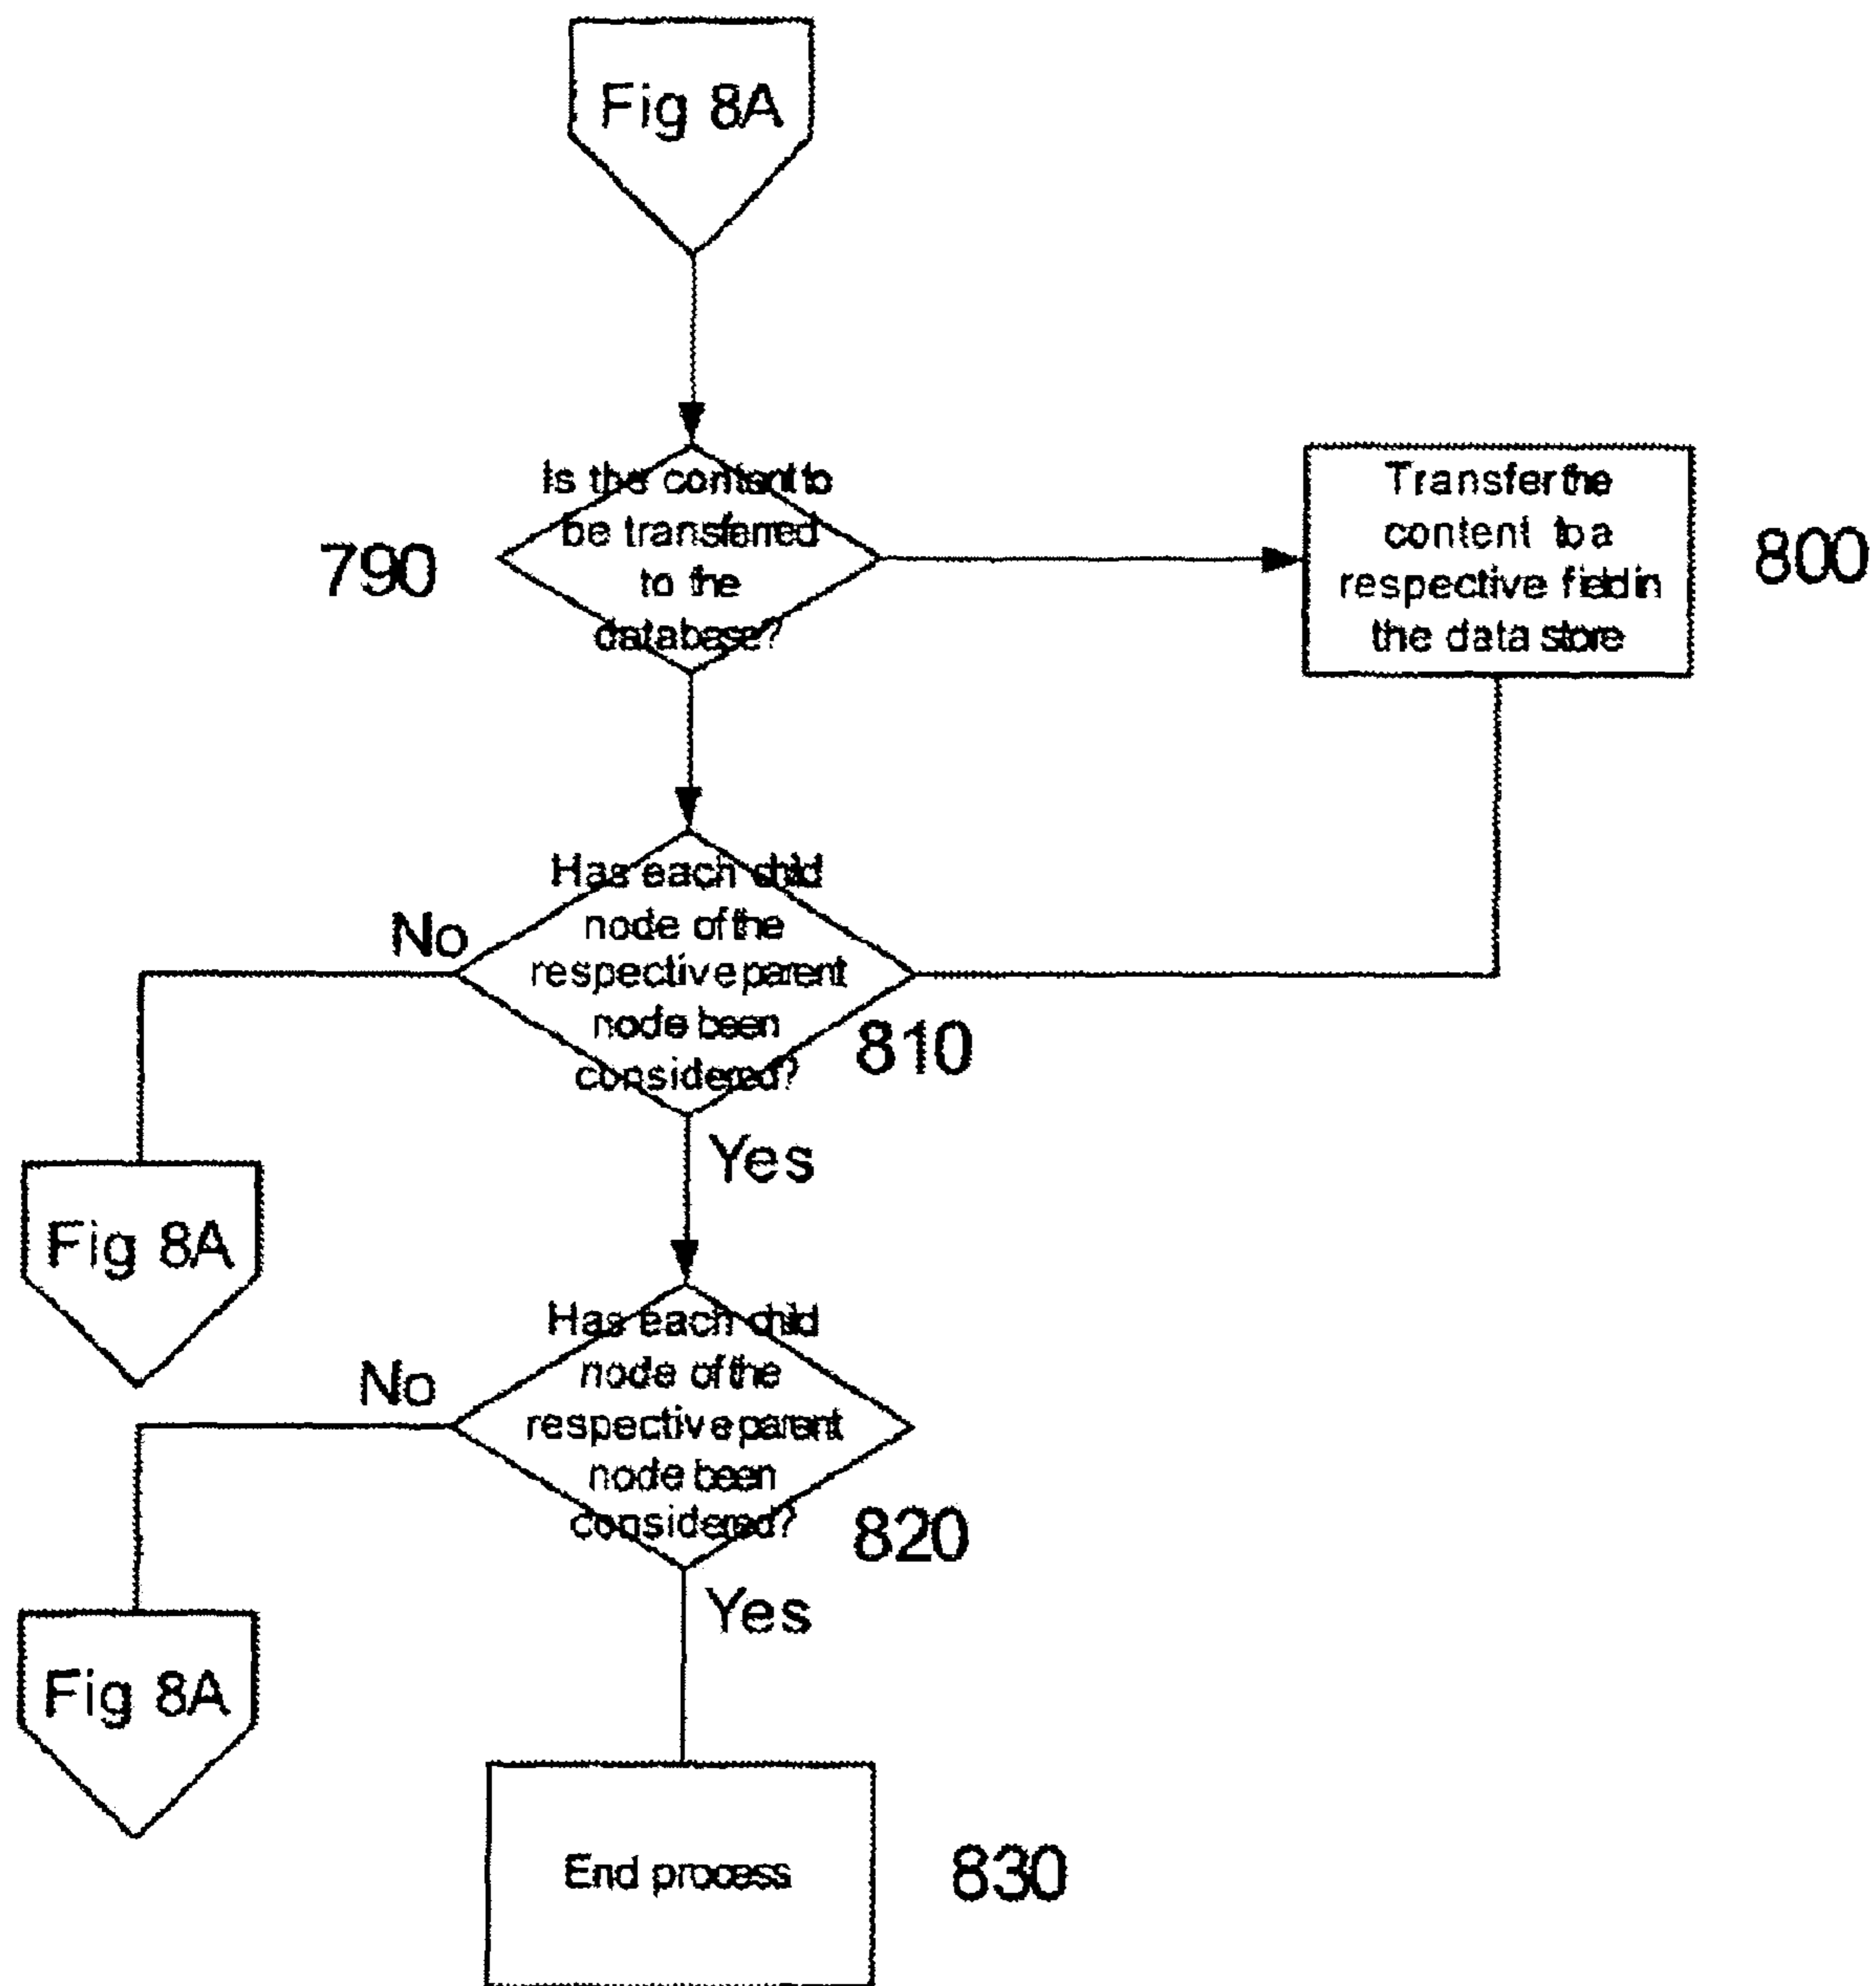 Fig 8A
Is the content to
be transferred
to the
database?
790
Transfer the
content to a
respective field in
the data store
800
Has each child
node of the
respective parent
node been
considered?
No
810
Yes
Fig 8A
Has each child
node of the
respective parent
node been
considered?
No
820
Yes
Fig 8A
End process
830